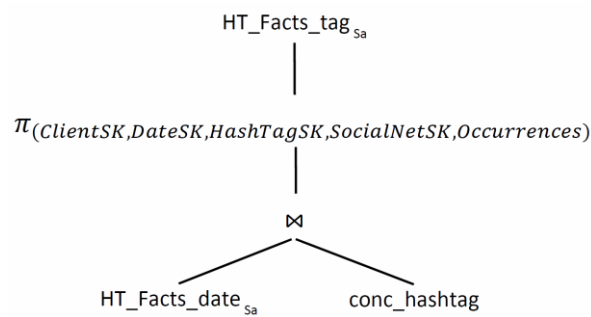 HT_Facts_tag Sa
π(ClientSK,DateSK,HashTagSK,SocialNetSK,Occurrences)
⋈
HT_Facts_date Sa conc_hashtag